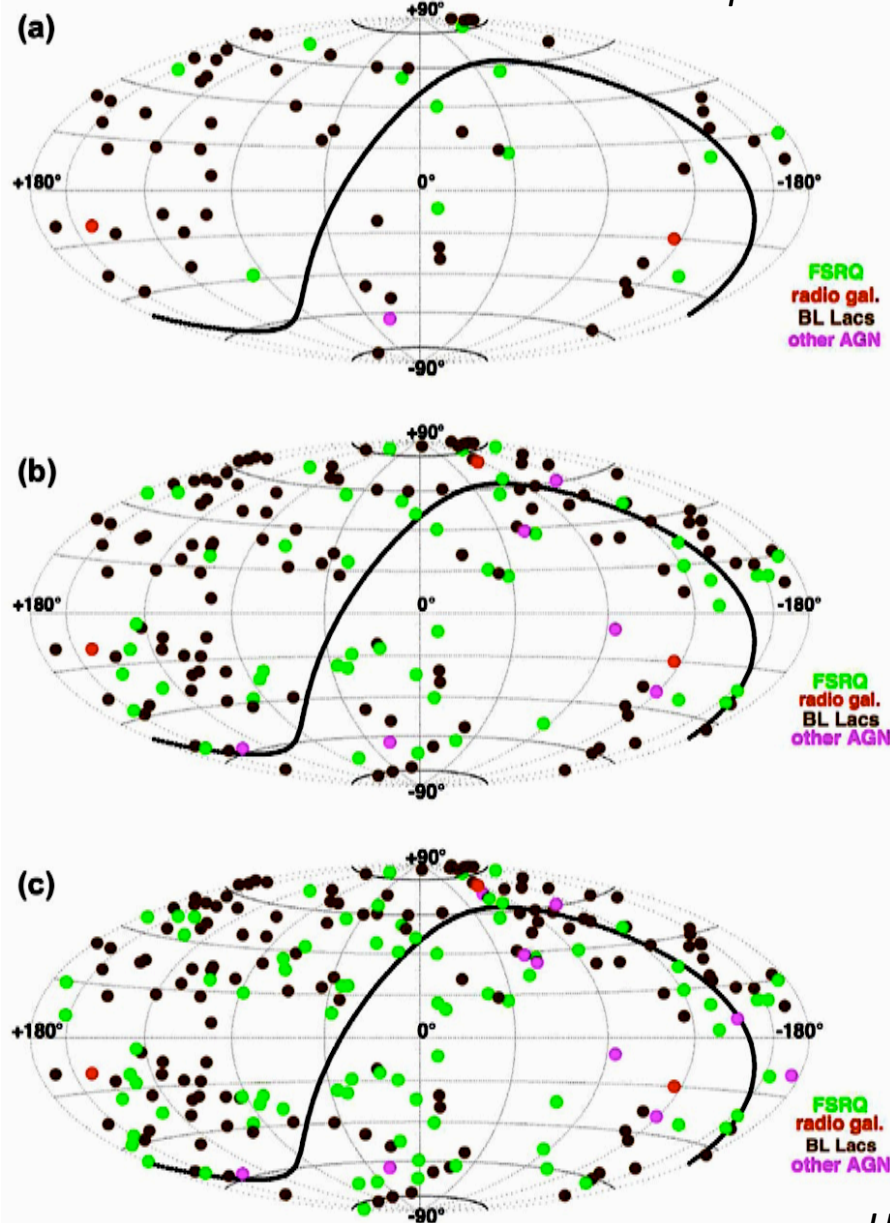 (a)
+90°
+180°
0°
-180°
FSRQ
radio gal.
BL Lacs
other AGN
-90°
(b)
+90°
+180°
0°
-180°
FSRQ
radio gal.
BL Lacs
other AGN
-90°
(c)
+90°
+180°
0°
-180°
FSRQ
radio gal.
BL Lacs
other AGN
-90°